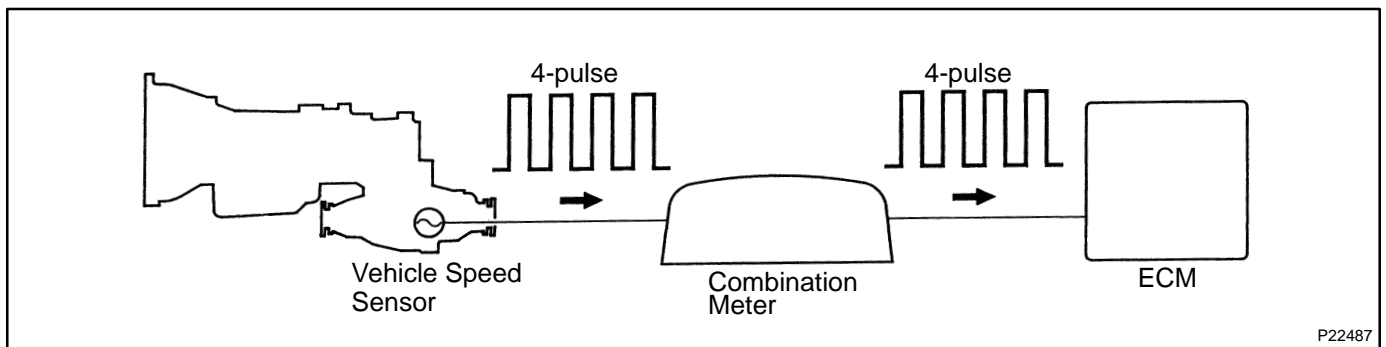 4-pulse
4-pulse
Vehicle Speed
Sensor
Combination
Meter
ECM
P22487